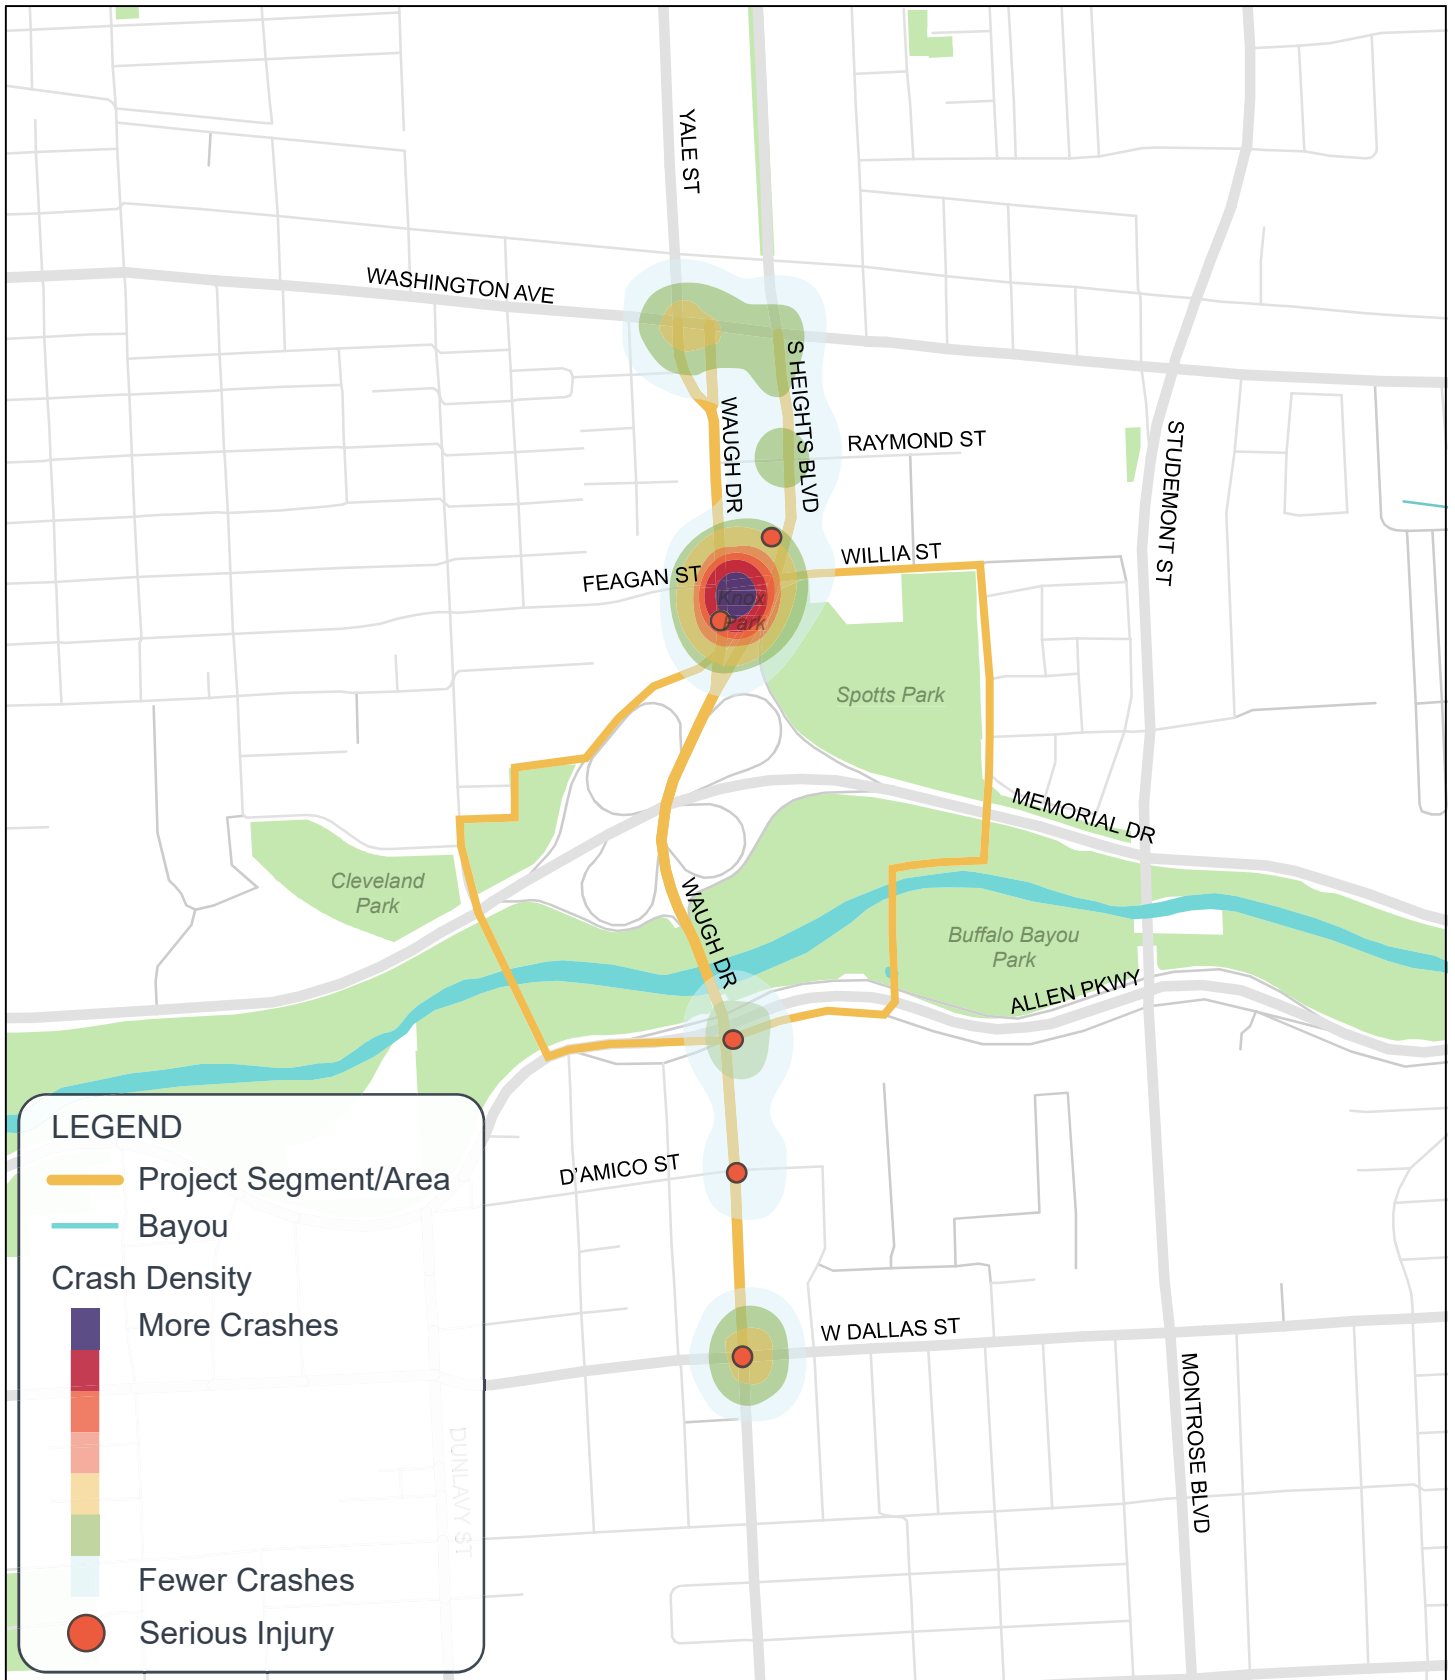 YALE ST
WASHINGTON AVE
S HEIGHTS BLVD
WAUGH DR
RAYMOND ST
STUDEMONT ST
WILLIA ST
FEAGAN ST
Knox
Park
Spotts Park
MEMORIAL DR
Cleveland
Park
WAUGH DR
Buffalo Bayou
Park
ALLEN PKWY
D'AMICO ST
W DALLAS ST
MONTROSE BLVD
DUNLAVY ST
LEGEND
Project Segment/Area
Bayou
Crash Density
More Crashes
Fewer Crashes
Serious Injury